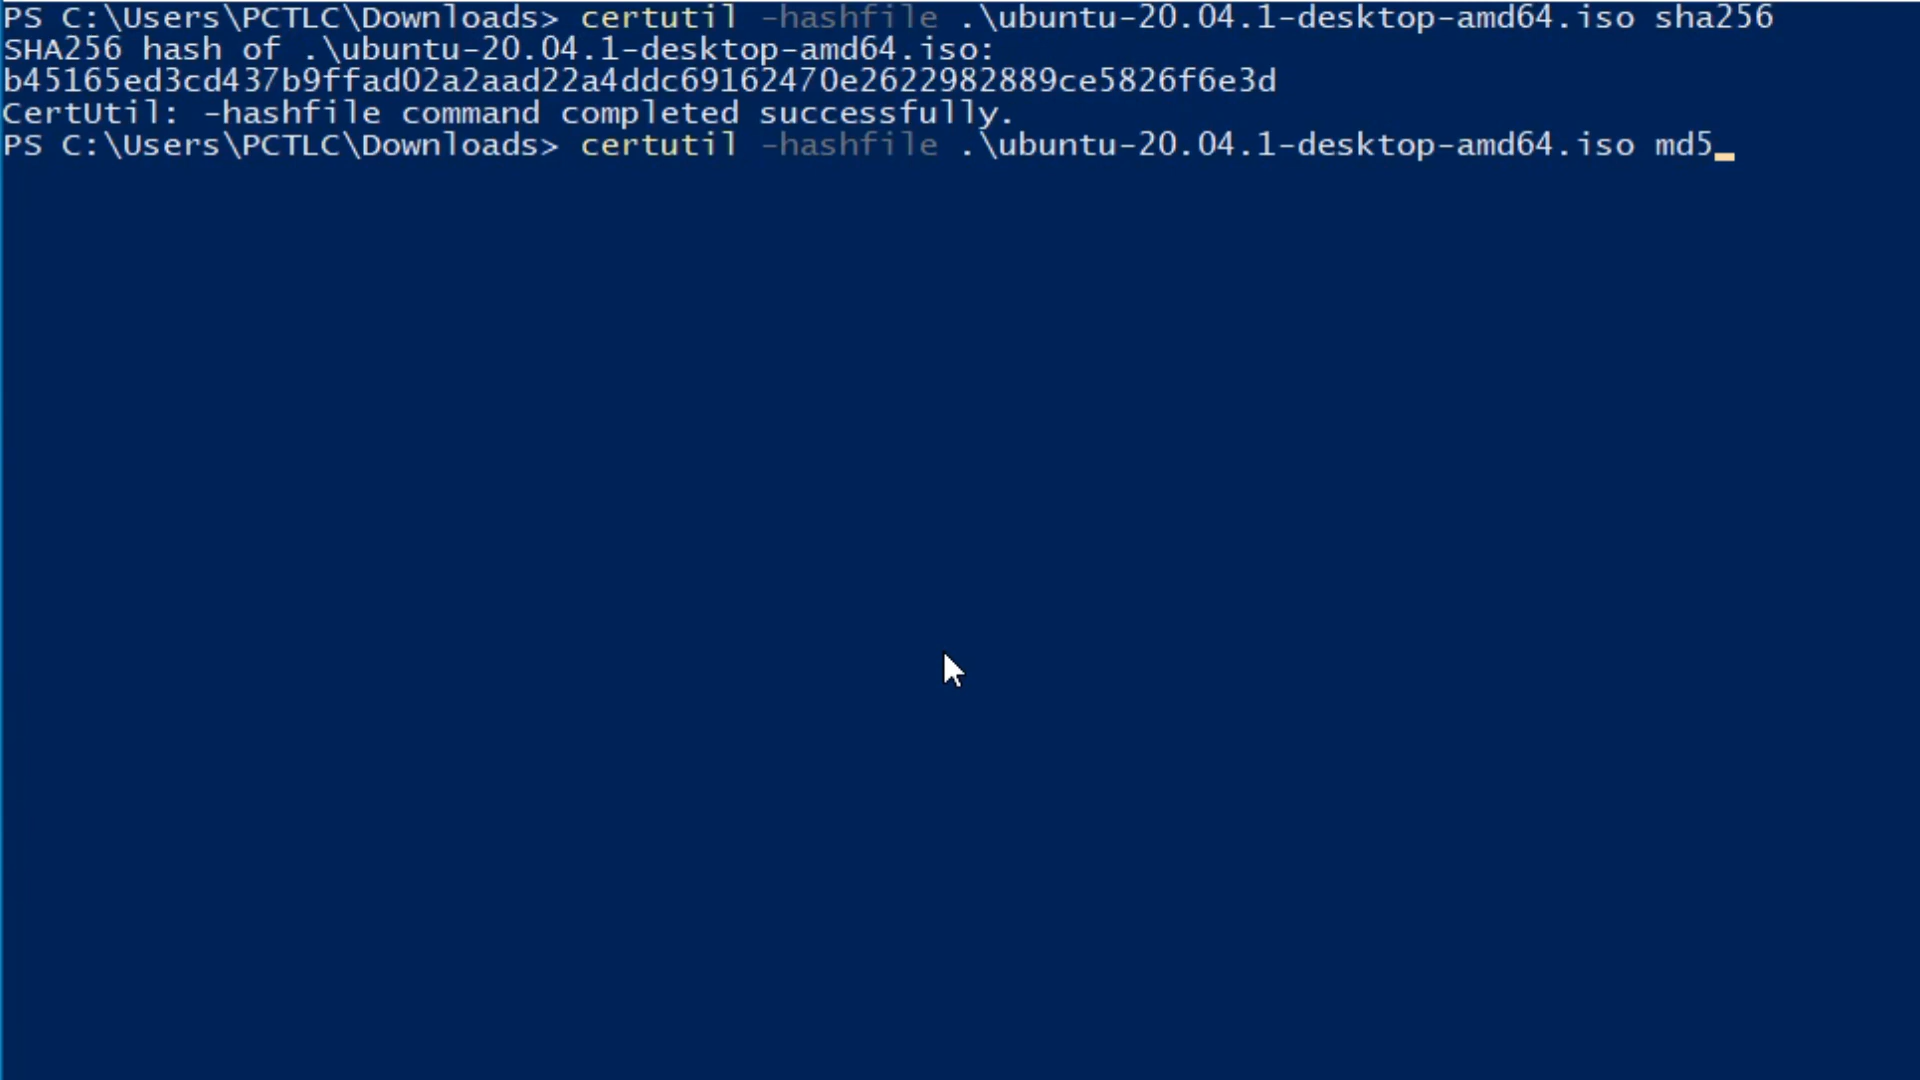 PS C:\Users\PCTLC\Downloads> certutil -hashfile .\ubuntu-20.04.1-desktop-amd64.iso sha256
SHA256 hash of .\ubuntu-20.04.1-desktop-amd64.iso:
b45165ed3cd437b9ffad02a2aad22a4ddc69162470e2622982889ce5826f6e3d
CertUtil: -hashfile command completed successfully.
PS C:\Users\PCTLC\Downloads> certutil -hashfile .\ubuntu-20.04.1-desktop-amd64.iso md5